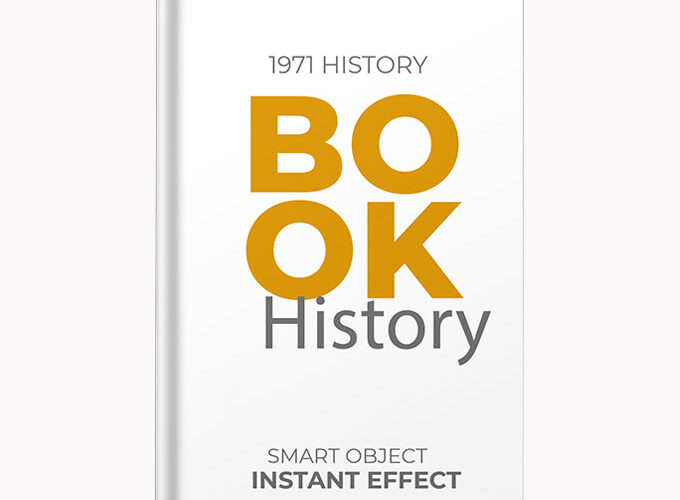 1971 HISTORY
BO
OK
History
SMART OBJECT
INSTANT EFFECT